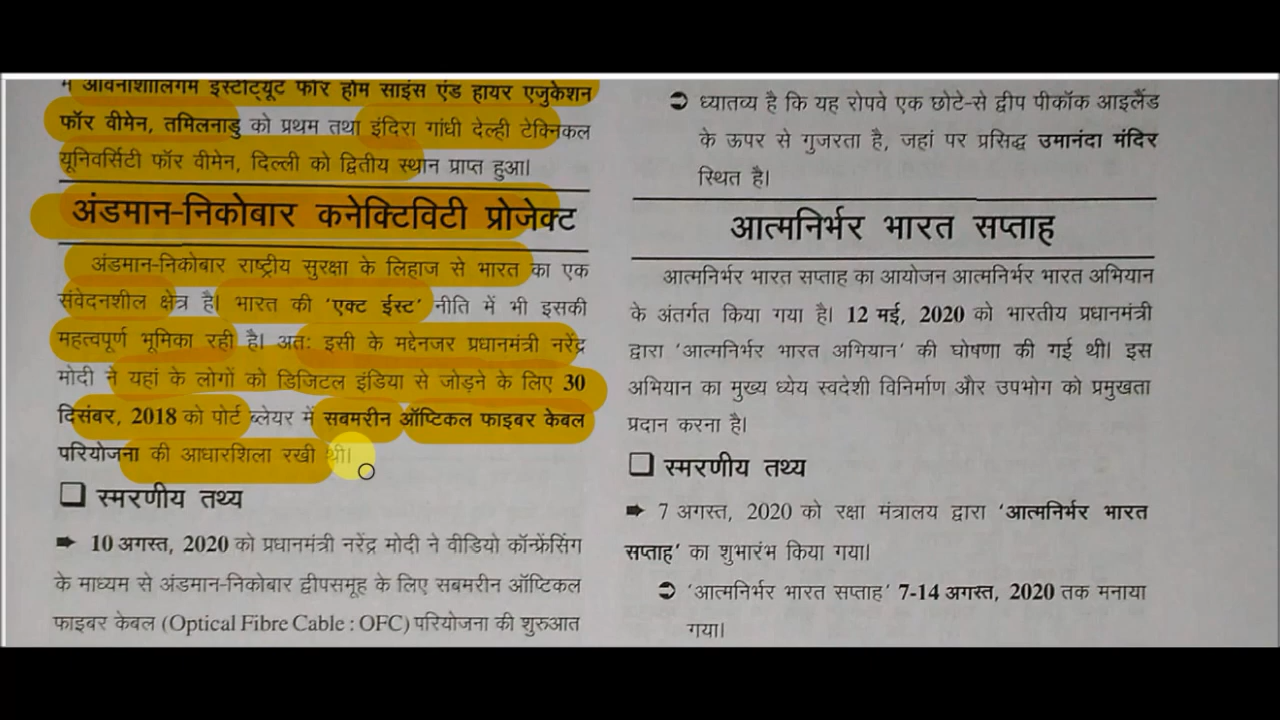 में अविनाशीलिंगम इंस्टीट्यूट फॉर होम साइंस एंड हायर एजुकेशन
फॉर वीमेन, तमिलनाडु को प्रथम तथा इंदिरा गांधी देल्ही टेक्निकल
यूनिवर्सिटी फॉर वीमेन, दिल्ली को द्वितीय स्थान प्राप्त हुआ।
अंडमान-निकोबार कनेक्टिविटी प्रोजेक्ट
अंडमान-निकोबार राष्ट्रीय सुरक्षा के लिहाज से भारत का एक
संवेदनशील क्षेत्र है। भारत की 'एक्ट ईस्ट' नीति में भी इसकी
महत्वपूर्ण भूमिका रही है। अतः इसी के मद्देनजर प्रधानमंत्री नरेंद्र
मोदी ने यहां के लोगों को डिजिटल इंडिया से जोड़ने के लिए 30
दिसंबर, 2018 को पोर्ट ब्लेयर में सबमरीन ऑप्टिकल फाइबर केबल
परियोजना की आधारशिला रखी थी।
❑ स्मरणीय तथ्य
➨ 10 अगस्त, 2020 को प्रधानमंत्री नरेंद्र मोदी ने वीडियो कॉन्फ्रेंसिंग
के माध्यम से अंडमान-निकोबार द्वीपसमूह के लिए सबमरीन ऑप्टिकल
फाइबर केबल (Optical Fibre Cable : OFC) परियोजना की शुरुआत
➲ ध्यातव्य है कि यह रोपवे एक छोटे-से द्वीप पीकॉक आइलैंड
के ऊपर से गुजरता है, जहां पर प्रसिद्ध उमानंदा मंदिर
स्थित है।
आत्मनिर्भर भारत सप्ताह
आत्मनिर्भर भारत सप्ताह का आयोजन आत्मनिर्भर भारत अभियान
के अंतर्गत किया गया है। 12 मई, 2020 को भारतीय प्रधानमंत्री
द्वारा 'आत्मनिर्भर भारत अभियान' की घोषणा की गई थी। इस
अभियान का मुख्य ध्येय स्वदेशी विनिर्माण और उपभोग को प्रमुखता
प्रदान करना है।
❑ स्मरणीय तथ्य
➨ 7 अगस्त, 2020 को रक्षा मंत्रालय द्वारा 'आत्मनिर्भर भारत
सप्ताह' का शुभारंभ किया गया।
➲ 'आत्मनिर्भर भारत सप्ताह' 7-14 अगस्त, 2020 तक मनाया
गया।